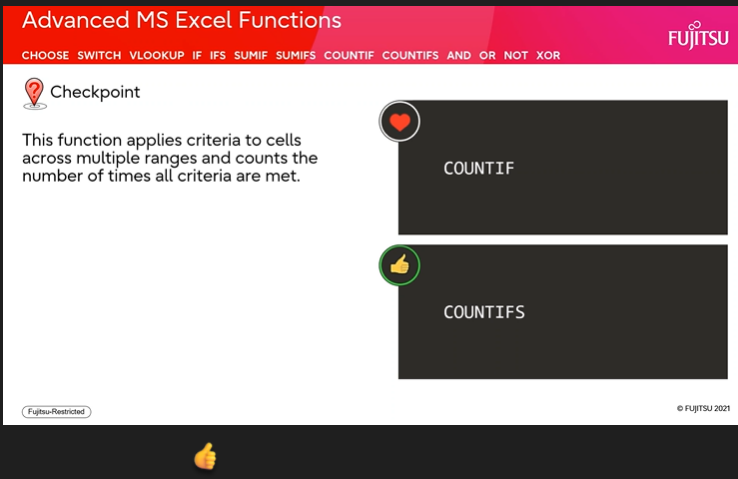 Advanced MS Excel Functions
FUJITSU
CHOOSE SWITCH VLOOKUP IF IFS SUMIF SUMIFS COUNTIF COUNTIFS AND OR NOT XOR
Checkpoint
This function applies criteria to cells
across multiple ranges and counts the
number of times all criteria are met.
COUNTIF
COUNTIFS
Fujitsu-Restricted
© FUJITSU 2021